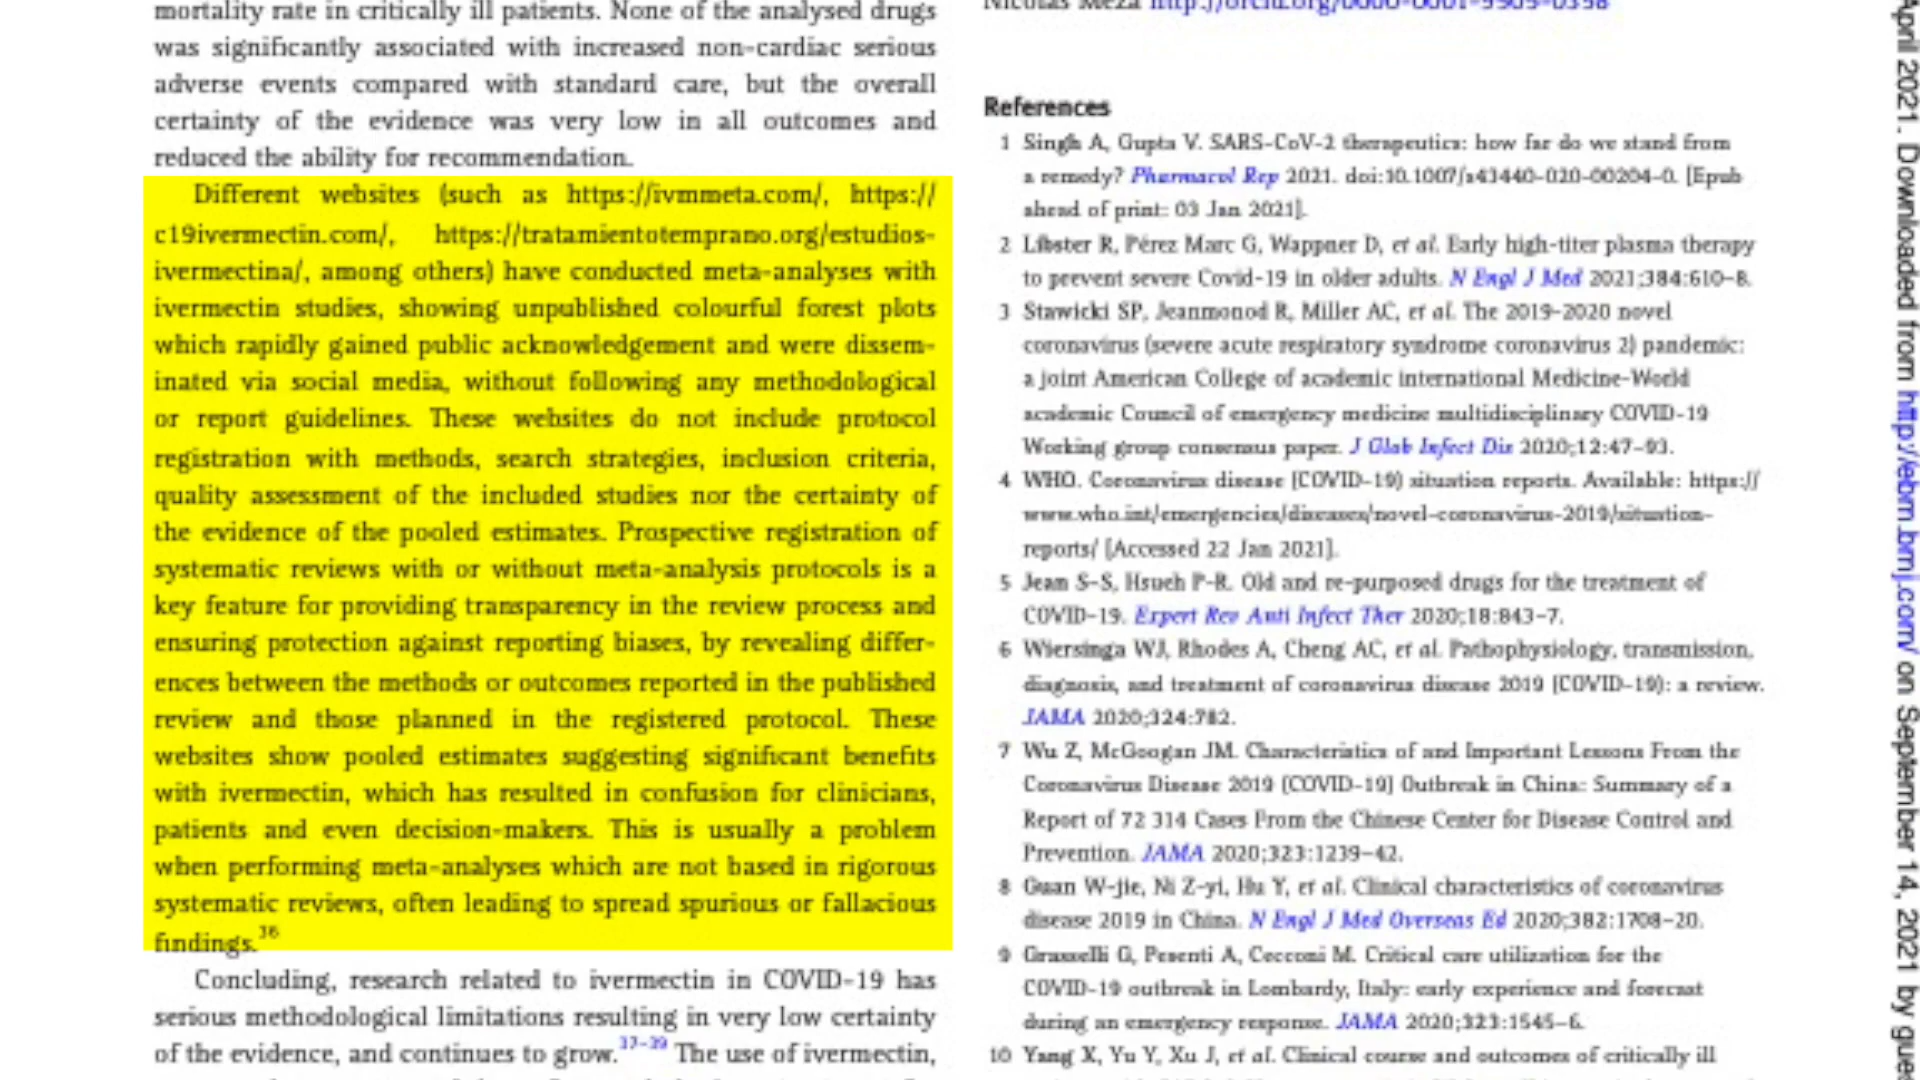 mortality rate in critically ill patients. None of the analysed drugs
was significantly associated with increased non-cardiac serious
adverse events compared with standard care, but the overall
certainty of the evidence was very low in all outcomes and
reduced the ability for recommendation.
Different websites (such as https://ivmmeta.com/, https://
c19ivermectin.com/, https://tratamientotemprano.org/estudios-
ivermectina/, among others) have conducted meta-analyses with
ivermectin studies, showing unpublished colourful forest plots
which rapidly gained public acknowledgement and were dissem-
inated via social media, without following any methodological
or report guidelines. These websites do not include protocol
registration with methods, search strategies, inclusion criteria,
quality assessment of the included studies nor the certainty of
the evidence of the pooled estimates. Prospective registration of
systematic reviews with or without meta-analysis protocols is a
key feature for providing transparency in the review process and
ensuring protection against reporting biases, by revealing differ-
ences between the methods or outcomes reported in the published
review and those planned in the registered protocol. These
websites show pooled estimates suggesting significant benefits
with ivermectin, which has resulted in confusion for clinicians,
patients and even decision-makers. This is usually a problem
when performing meta-analyses which are not based in rigorous
systematic reviews, often leading to spread spurious or fallacious
findings.36
Concluding, research related to ivermectin in COVID-19 has
serious methodological limitations resulting in very low certainty
of the evidence, and continues to grow.37-39 The use of ivermectin,
Nicolás Meza
References
1 Singh A, Gupta V. SARS-CoV-2 therapeutics: how far do we stand from
a remedy? Pharmacol Rep 2021. doi:10.1007/s43440-020-00204-0. [Epub
ahead of print: 03 Jan 2021].
2 Libster R, Pérez Marc G, Wappner D, et al. Early high-titer plasma therapy
to prevent severe Covid-19 in older adults. N Engl J Med 2021;384:610–8.
3 Stawicki SP, Jeanmonod R, Miller AC, et al. The 2019–2020 novel
coronavirus (severe acute respiratory syndrome coronavirus 2) pandemic:
a joint American College of academic international Medicine-World
academic Council of emergency medicine multidisciplinary COVID-19
Working group consensus paper. J Glob Infect Dis 2020;12:47–93.
4 WHO. Coronavirus disease (COVID-19) situation reports. Available: https://
www.who.int/emergencies/diseases/novel-coronavirus-2019/situation-
reports/ [Accessed 22 Jan 2021].
5 Jean S-S, Hsueh P-R. Old and re-purposed drugs for the treatment of
COVID-19. Expert Rev Anti Infect Ther 2020;18:843–7.
6 Wiersinga WJ, Rhodes A, Cheng AC, et al. Pathophysiology, transmission,
diagnosis, and treatment of coronavirus disease 2019 (COVID-19): a review.
JAMA 2020;324:782.
7 Wu Z, McGoogan JM. Characteristics of and Important Lessons From the
Coronavirus Disease 2019 (COVID-19) Outbreak in China: Summary of a
Report of 72 314 Cases From the Chinese Center for Disease Control and
Prevention. JAMA 2020;323:1239–42.
8 Guan W-jie, Ni Z-yi, Hu Y, et al. Clinical characteristics of coronavirus
disease 2019 in China. N Engl J Med Overseas Ed 2020;382:1708–20.
9 Grasselli G, Pesenti A, Cecconi M. Critical care utilization for the
COVID-19 outbreak in Lombardy, Italy: early experience and forecast
during an emergency response. JAMA 2020;323:1545–6.
10 Yang X, Yu Y, Xu J, et al. Clinical course and outcomes of critically ill
April 2021. Downloaded from http://ebm.bmj.com/ on September 14, 2021 by